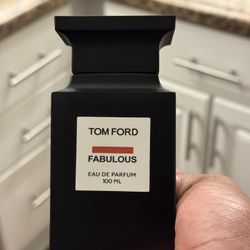 TOM FORD
FABULOUS
EAU DE PARFUM
100 ML